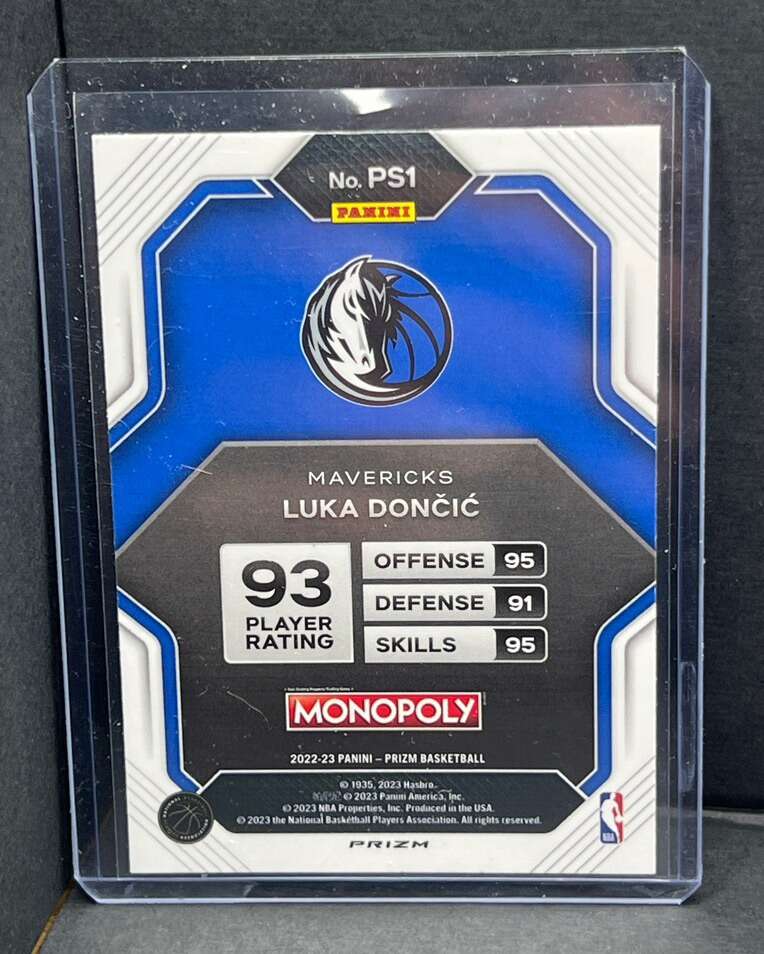 No. PS1
PANINI
MAVERICKS
LUKA DONČIĆ
93
PLAYER
RATING
OFFENSE 95
DEFENSE 91
SKILLS 95
MONOPOLY
2022-23 PANINI – PRIZM BASKETBALL
© 1935, 2023 Hasbro.
© 2023 Panini America, Inc.
© 2023 NBA Properties, Inc. Produced in the USA.
© 2023 the National Basketball Players Association. All rights reserved.
NBA
PRIZM